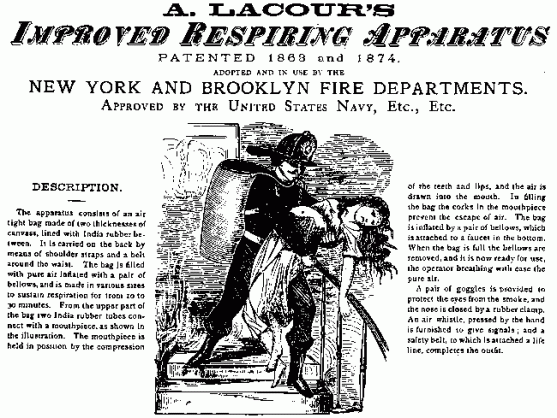 A. LACOUR'S
IMPROVED RESPIRING APPARATUS
PATENTED 1863 and 1874.
ADOPTED AND IN USE BY THE
NEW YORK AND BROOKLYN FIRE DEPARTMENTS.
APPROVED BY THE UNITED STATES NAVY, ETC., ETC.
DESCRIPTION.
The apparatus consists of an air
tight bag made of two thicknesses of
canvass, lined with India rubber be-
tween. It is carried on the back by
means of shoulder straps and a belt
around the waist. The bag is filled
with pure air inflated with a pair of
bellows, and is made in various sizes
to sustain respiration for from 10 to
30 minutes. From the upper part of
the bag two India rubber tubes con-
nect with a mouthpiece, as shown in
the illustration. The mouthpiece is
held in position by the compression
of the teeth and lips, and the air is
drawn into the mouth. In filling
the bag the corks in the mouthpiece
prevent the escape of air. The bag
is inflated by a pair of bellows, which
is attached to a faucet in the bottom.
When the bag is full the bellows are
removed, and it is now ready for use,
the operator breathing with ease the
pure air.
A pair of goggles is provided to
protect the eyes from the smoke, and
the nose is closed by a rubber clamp.
An air whistle, pressed by the hand
is furnished to give signals; and a
safety belt, to which is attached a life
line, completes the outfit.